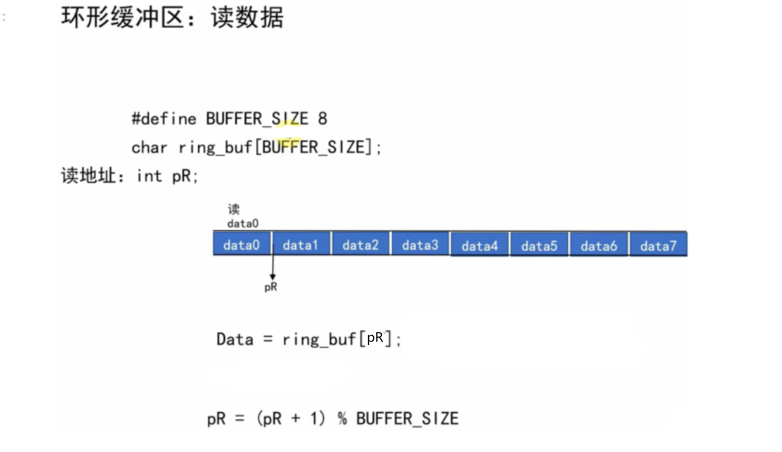 环形缓冲区：读数据
#define BUFFER_SIZE 8
char ring_buf[BUFFER_SIZE];
读地址：int pR;
读
data0
data0 data1 data2 data3 data4 data5 data6 data7
pR
Data = ring_buf[pR];
pR = (pR + 1) % BUFFER_SIZE